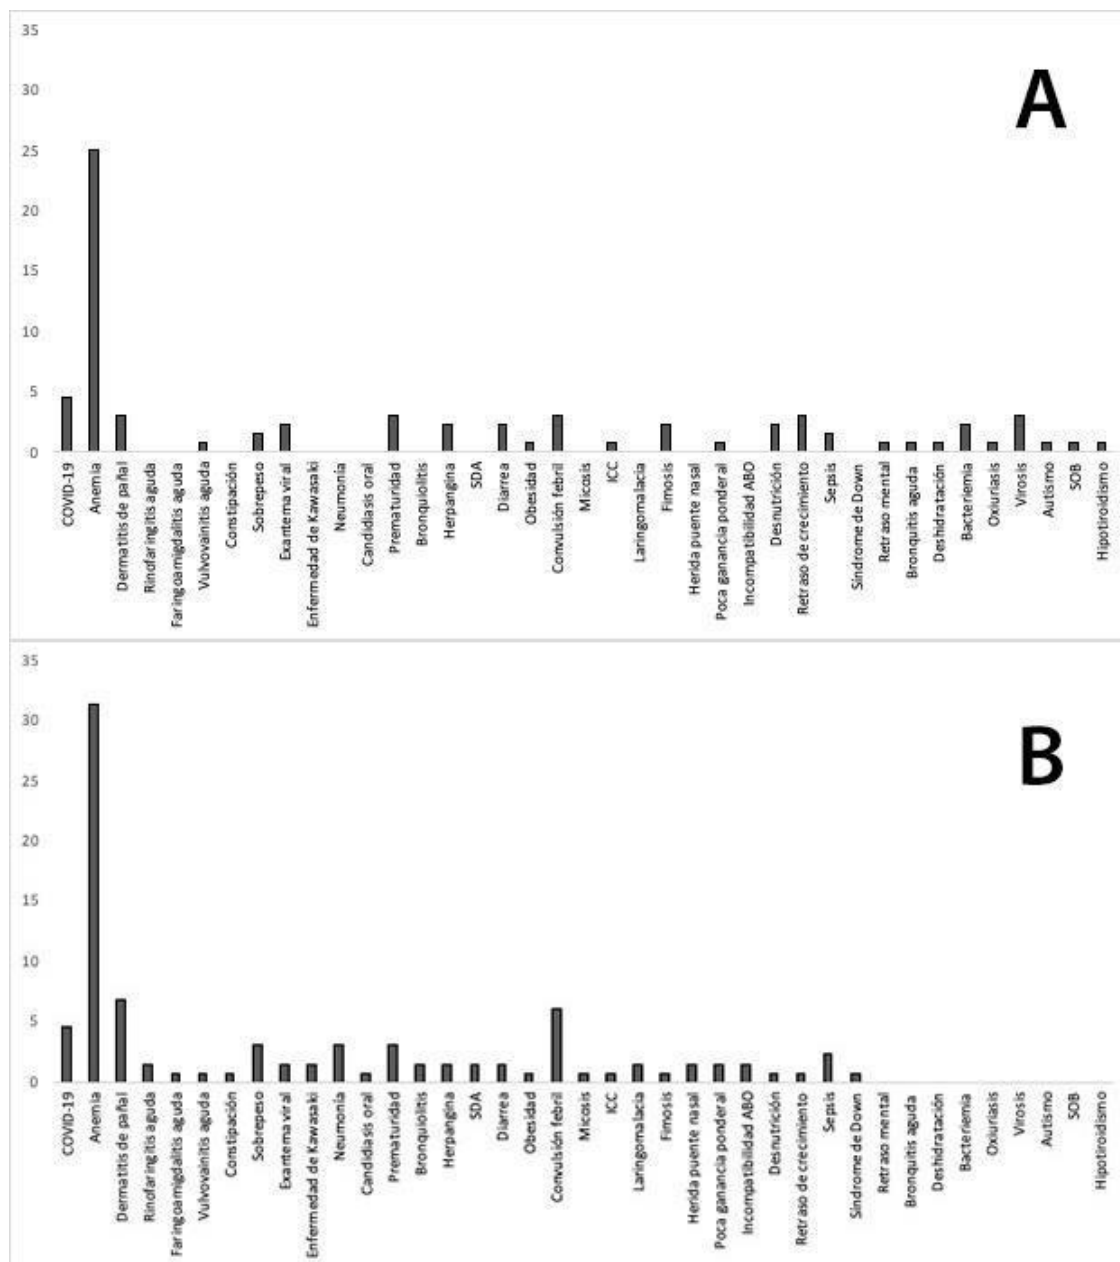 35
A
30
25
20
15
10
5
0
COVID-19
Anemia
Dermatitis de pañal
Rinofaringitis aguda
Faringoamigdalitis aguda
Vulvovainitis aguda
Constipación
Sobrepeso
Exantema viral
Enfermedad de Kawasaki
Neumonia
Candidiasis oral
Prematuridad
Bronquiolitis
Herpangina
SDA
Diarrea
Obesidad
Convulsión febril
Micosis
ICC
Laringomalacia
Fimosis
Herida puente nasal
Poca ganancia ponderal
Incompatibilidad ABO
Desnutrición
Retraso de crecimiento
Sepsis
Síndrome de Down
Retraso mental
Bronquitis aguda
Deshidratación
Bacteriemia
Oxiuriasis
Virosis
Autismo
SOB
Hipotiroidismo
35
B
30
25
20
15
10
5
0
COVID-19
Anemia
Dermatitis de pañal
Rinofaringitis aguda
Faringoamigdalitis aguda
Vulvovainitis aguda
Constipación
Sobrepeso
Exantema viral
Enfermedad de Kawasaki
Neumonía
Candidiasis oral
Prematuridad
Bronquiolitis
Herpangina
SDA
Diarrea
Obesidad
Convulsión febril
Micosis
ICC
Laringomalacia
Fimosis
Herida puente nasal
Poca ganancia ponderal
Incompatibilidad ABO
Desnutrición
Retraso de crecimiento
Sepsis
Síndrome de Down
Retraso mental
Bronquitis aguda
Deshidratación
Bacteriemia
Oxiuriasis
Virosis
Autismo
SOB
Hipotiroidismo